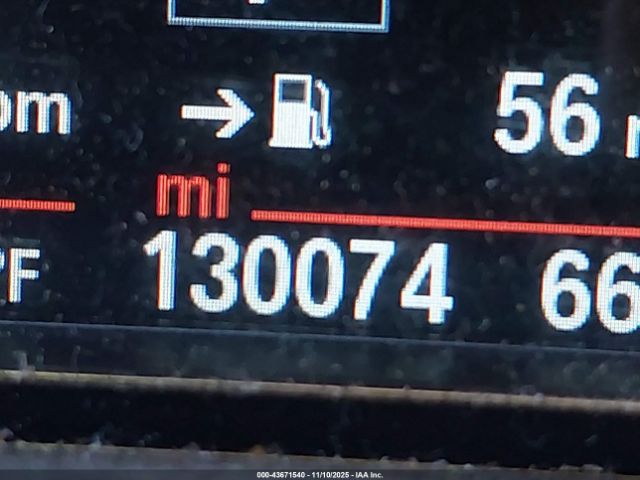 om → 56
mi
°F 130074 66
000-43671540 - 11/10/2025 - IAA Inc.